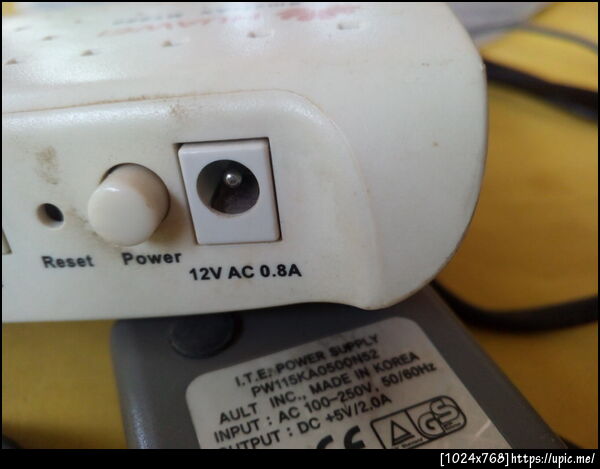 Reset
Power
12V AC 0.8A
I.T.E. POWER SUPPLY
PW115KA0500N52
AULT INC., MADE IN KOREA
INPUT : AC 100-250V, 50/60Hz
OUTPUT : DC +5V/2.0A
CE
GS
[1024x768]https://upic.me/